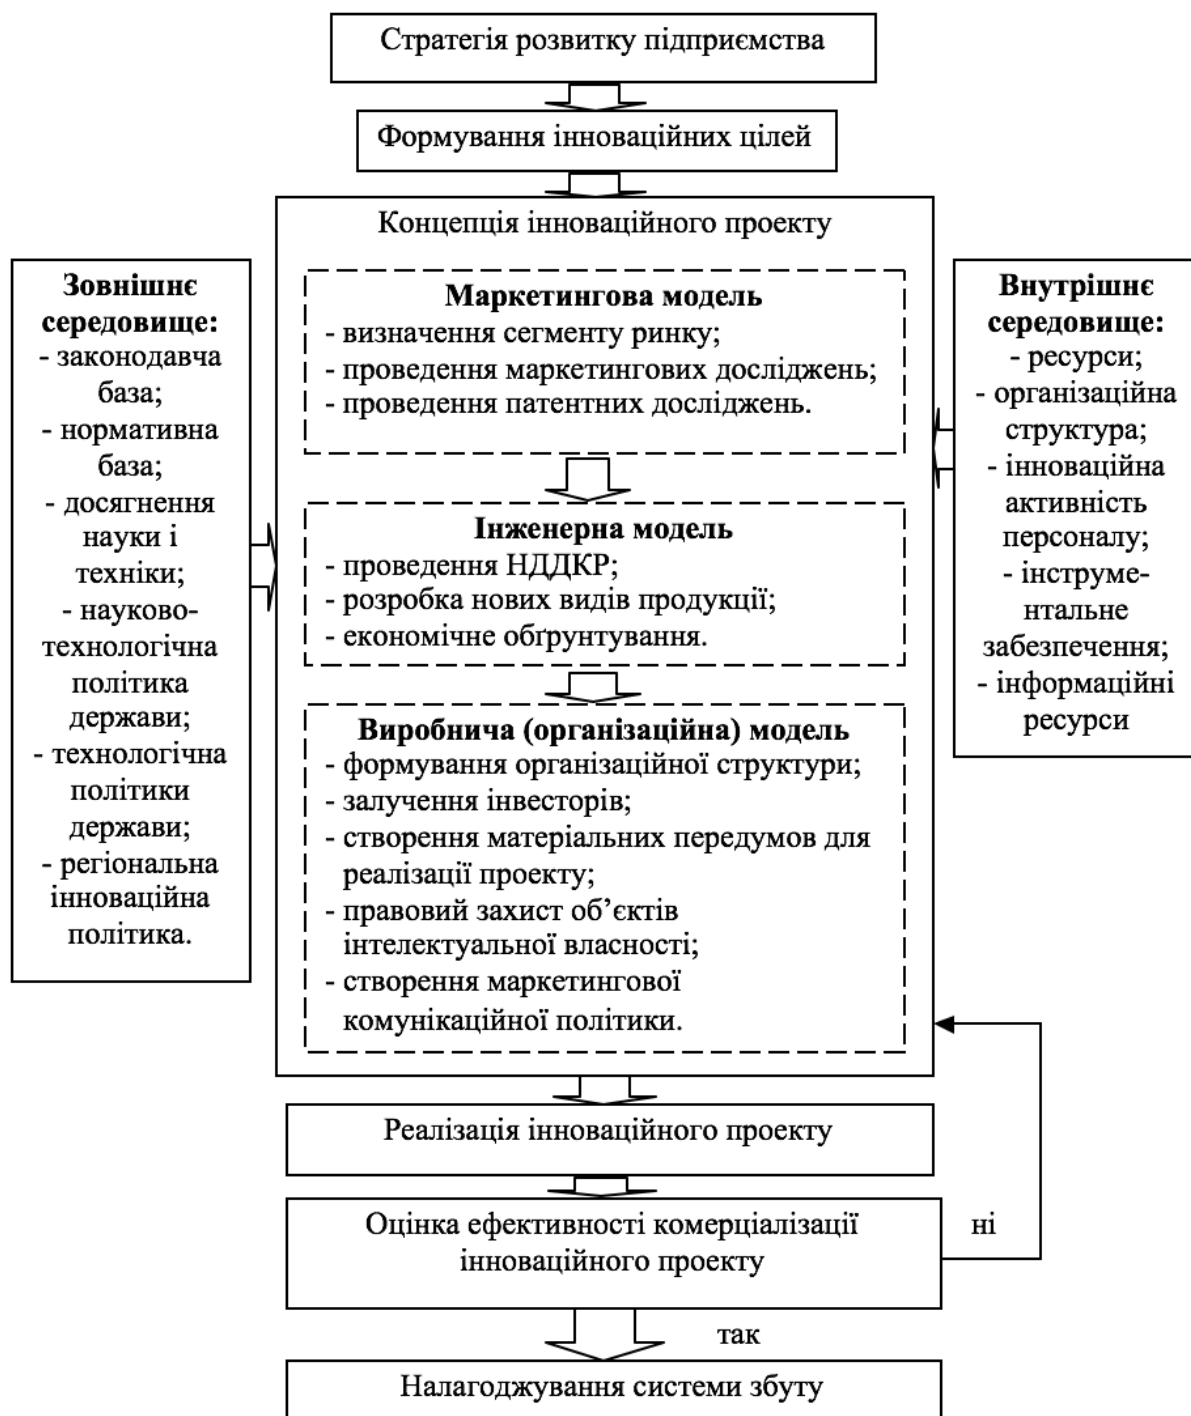 Стратегія розвитку підприємства
Формування інноваційних цілей
Концепція інноваційного проекту
Зовнішнє
середовище:
- законодавча
база;
- нормативна
база;
- досягнення
науки і
техніки;
- науково-
технологічна
політика
держави;
- технологічна
політики
держави;
- регіональна
інноваційна
політика.
Маркетингова модель
- визначення сегменту ринку;
- проведення маркетингових досліджень;
- проведення патентних досліджень.
Інженерна модель
- проведення НДДКР;
- розробка нових видів продукції;
- економічне обґрунтування.
Виробнича (організаційна) модель
- формування організаційної структури;
- залучення інвесторів;
- створення матеріальних передумов для
реалізації проекту;
- правовий захист об’єктів
інтелектуальної власності;
- створення маркетингової
комунікаційної політики.
Внутрішнє
середовище:
- ресурси;
- організаційна
структура;
- інноваційна
активність
персоналу;
- інструме-
нтальне
забезпечення;
- інформаційні
ресурси
Реалізація інноваційного проекту
Оцінка ефективності комерціалізації
інноваційного проекту
ні
так
Налагоджування системи збуту